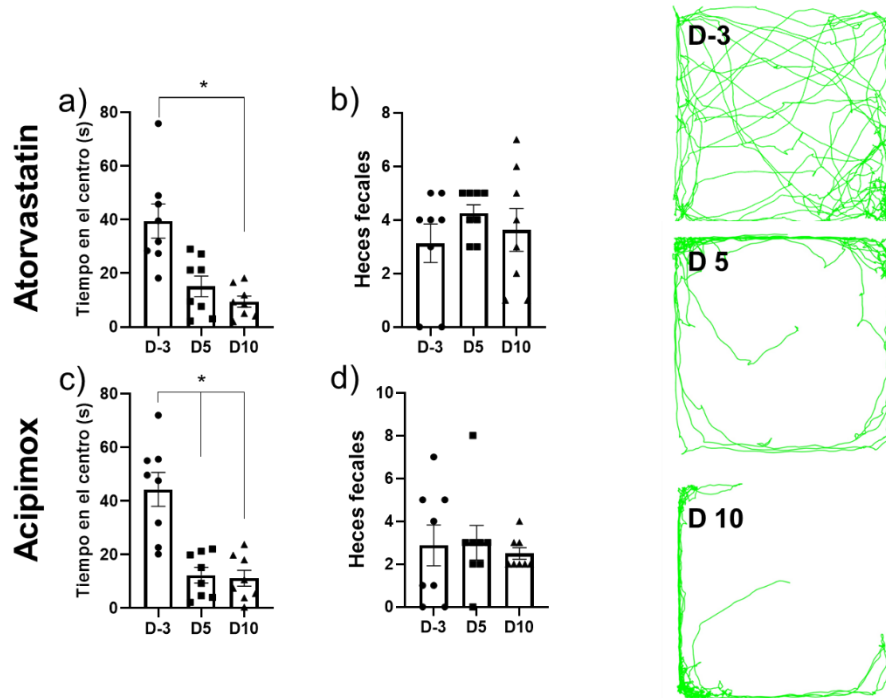 Atorvastatin
a)
Tiempo en el centro (s)
80
60
40
20
0
*
D-3 D5 D10
b)
Heces fecales
8
6
4
2
0
D-3 D5 D10
Acipimox
c)
Tiempo en el centro (s)
80
60
40
20
0
*
D-3 D5 D10
d)
Heces fecales
10
8
6
4
2
0
D-3 D5 D10
D-3
D 5
D 10